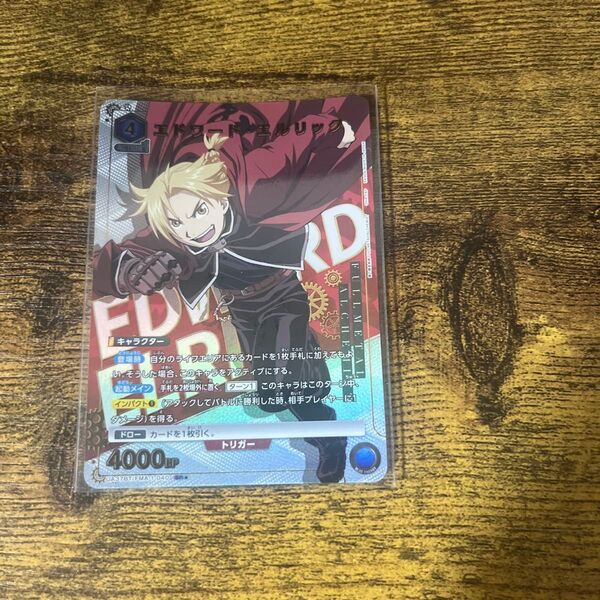 4
エドワード・エルリック
EDWARD
FULLMETAL
ALCHEMIST
キャラクター
登場時 自分のライフエリアにあるカードを1枚手札に加えてもよ
い。そうした場合、このキャラをアクティブにする。
起動メイン 手札を2枚場外に置く ターン1 このキャラはこのターン中、
インパクト1 (アタックしてバトルに勝利した時、相手プレイヤーに1
ダメージ)を得る。
ドロー カードを1枚引く。
トリガー
4000BP